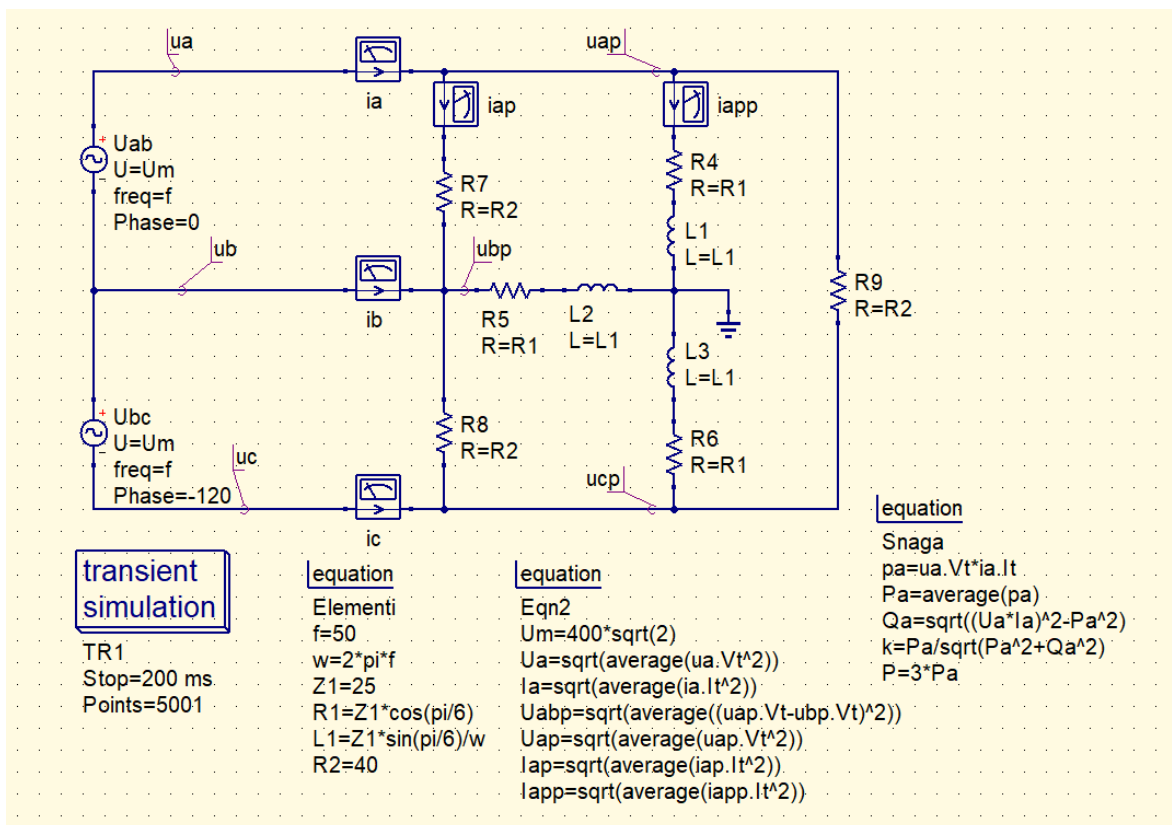 ua
uap
ia
iap
iapp
+
Uab
U=Um
freq=f
Phase=0
-
R7
R=R2
R4
R=R1
L1
L=L1
ub
ubp
ib
R5
R=R1
L2
L=L1
R9
R=R2
L3
L=L1
+
Ubc
U=Um
freq=f
Phase=-120
-
R8
R=R2
R6
R=R1
uc
ucp
ic
transient
simulation
TR1
Stop=200 ms
Points=5001
equation
Elementi
f=50
w=2*pi*f
Z1=25
R1=Z1*cos(pi/6)
L1=Z1*sin(pi/6)/w
R2=40
equation
Eqn2
Um=400*sqrt(2)
Ua=sqrt(average(ua.Vt^2))
Ia=sqrt(average(ia.It^2))
Uabp=sqrt(average((uap.Vt-ubp.Vt)^2))
Uap=sqrt(average(uap.Vt^2))
Iap=sqrt(average(iap.It^2))
Iapp=sqrt(average(iapp.It^2))
equation
Snaga
pa=ua.Vt*ia.It
Pa=average(pa)
Qa=sqrt((Ua*Ia)^2-Pa^2)
k=Pa/sqrt(Pa^2+Qa^2)
P=3*Pa